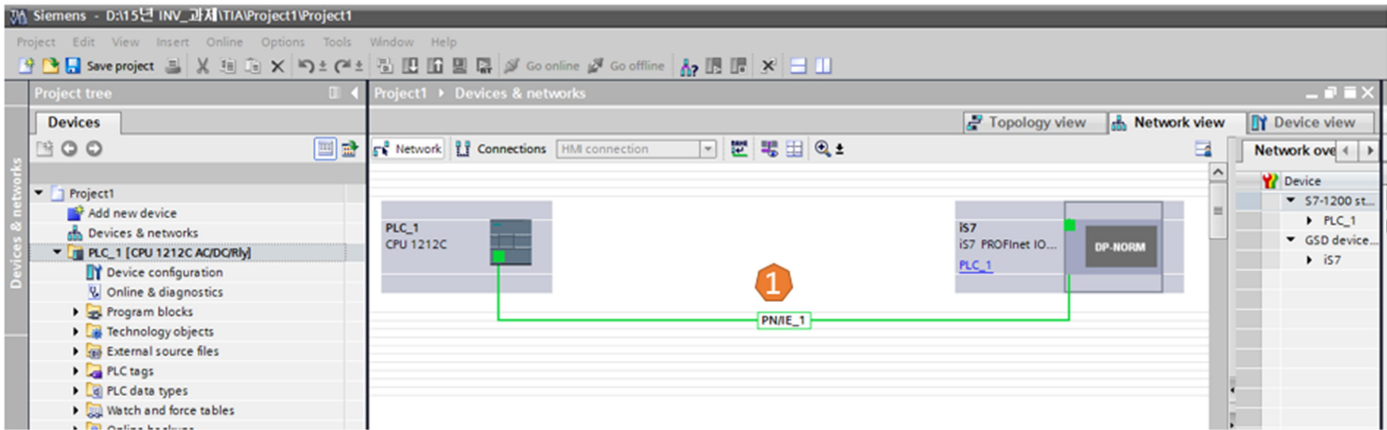 Siemens - D:\15년 INV_과제\TIA\Project1\Project1
Project Edit View Insert Online Options Tools Window Help
Save project Go online Go offline
Project tree
Project1 Devices & networks
Devices
Topology view Network view Device view
Network Connections HMI connection
Network ove
Devices & networks
Project1
Add new device
Devices & networks
PLC_1 [CPU 1212C AC/DC/Rly]
Device configuration
Online & diagnostics
Program blocks
Technology objects
External source files
PLC tags
PLC data types
Watch and force tables
Online backups
PLC_1
CPU 1212C
iS7
iS7 PROFInet IO...
PLC_1
DP-NORM
1
PN/IE_1
Device
S7-1200 st...
PLC_1
GSD device...
iS7